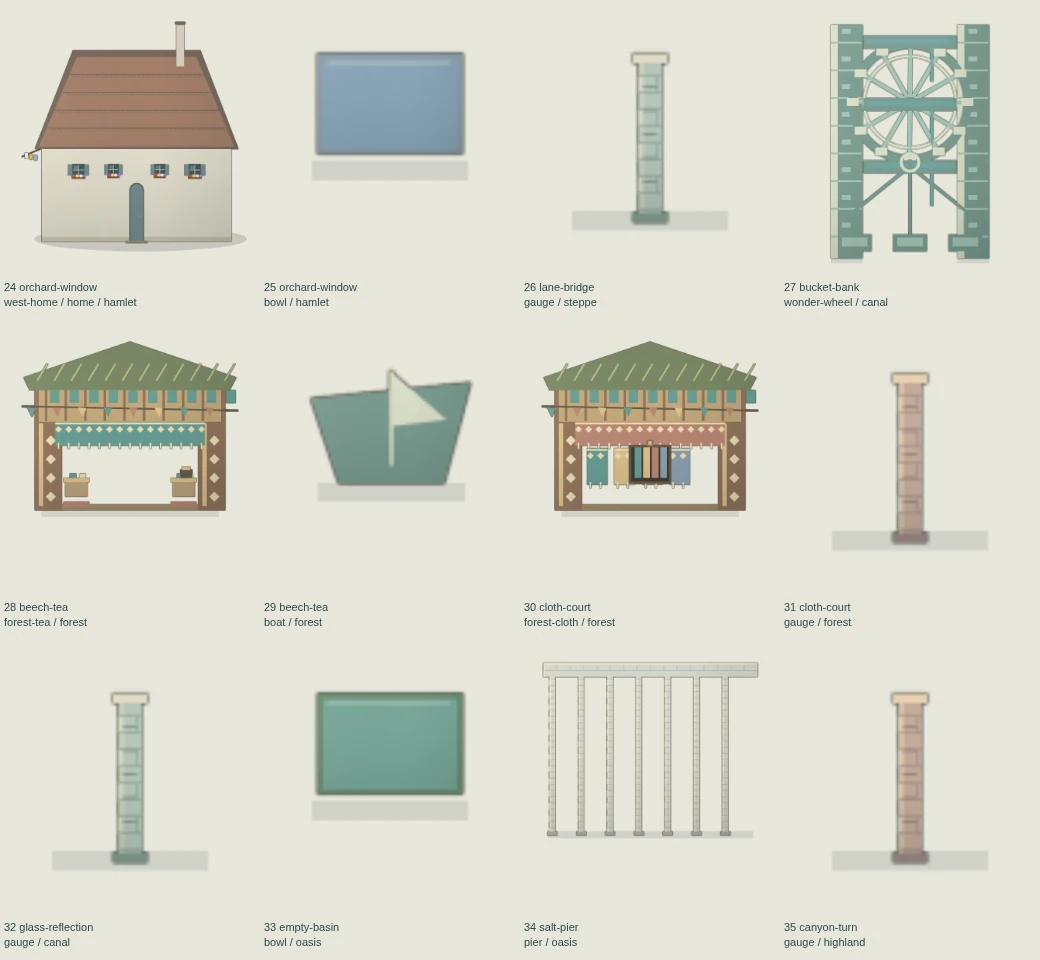 24 orchard-window
west-home / home / hamlet
25 orchard-window
bowl / hamlet
26 lane-bridge
gauge / steppe
27 bucket-bank
wonder-wheel / canal
28 beech-tea
forest-tea / forest
29 beech-tea
boat / forest
30 cloth-court
forest-cloth / forest
31 cloth-court
gauge / forest
32 glass-reflection
gauge / canal
33 empty-basin
bowl / oasis
34 salt-pier
pier / oasis
35 canyon-turn
gauge / highland